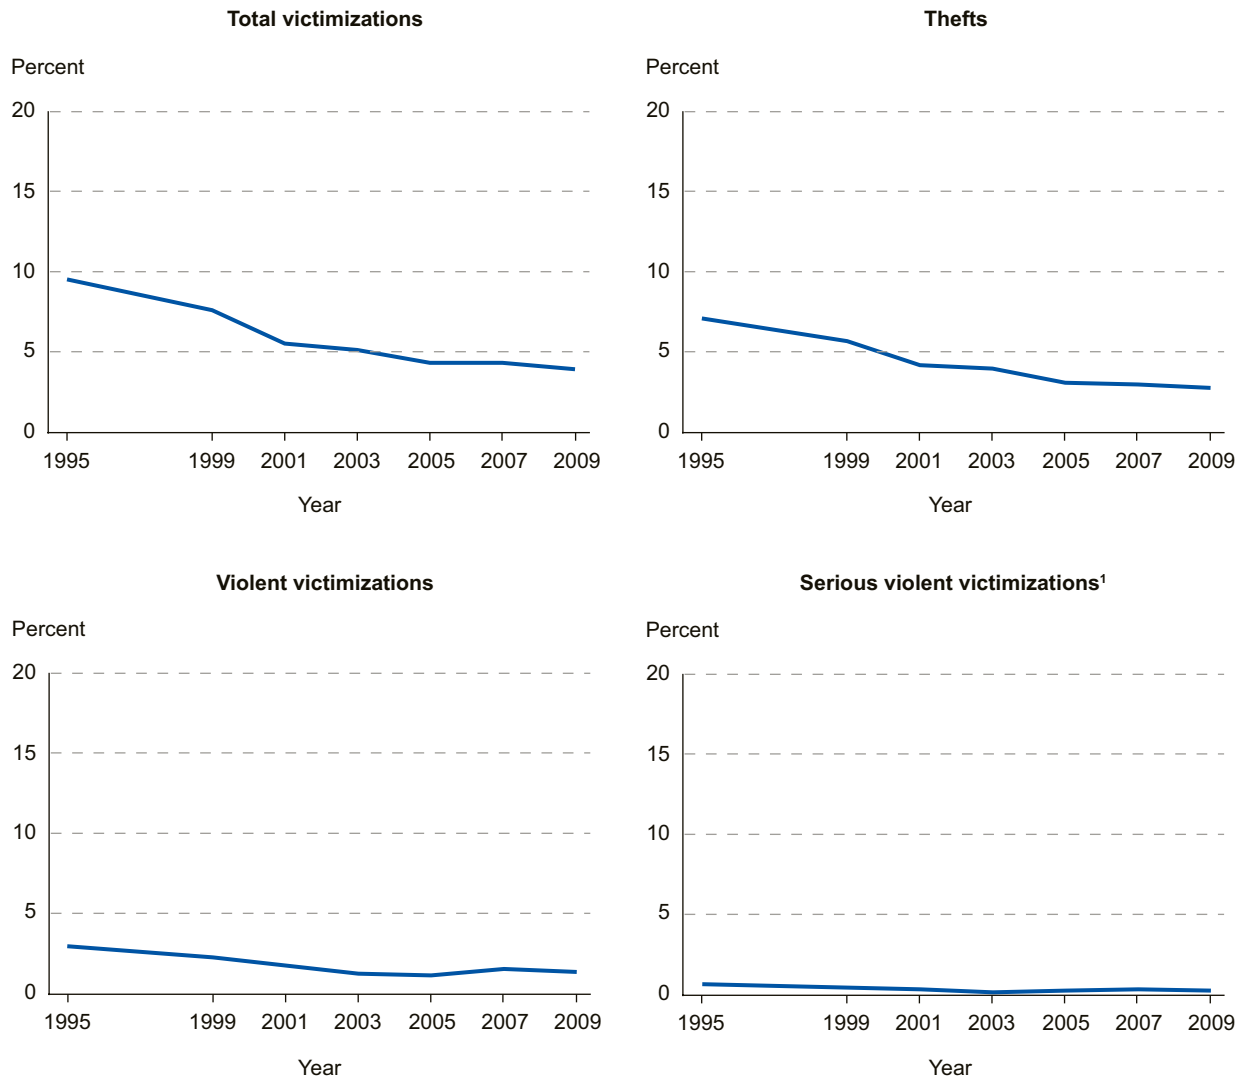 Total victimizations
Percent
20
15
10
5
0
1995 1999 2001 2003 2005 2007 2009
Year
Thefts
Percent
20
15
10
5
0
1995 1999 2001 2003 2005 2007 2009
Year
Violent victimizations
Percent
20
15
10
5
0
1995 1999 2001 2003 2005 2007 2009
Year
Serious violent victimizations¹
Percent
20
15
10
5
0
1995 1999 2001 2003 2005 2007 2009
Year